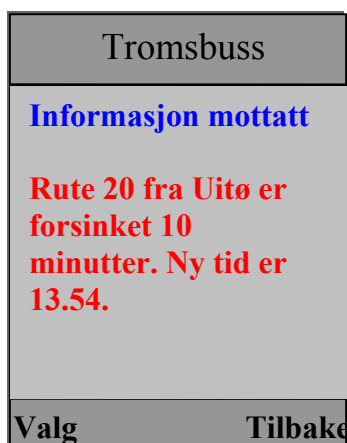 Tromsbuss
Informasjon mottatt
Rute 20 fra Uitø er
forsinket 10
minutter. Ny tid er
13.54.
Valg Tilbake